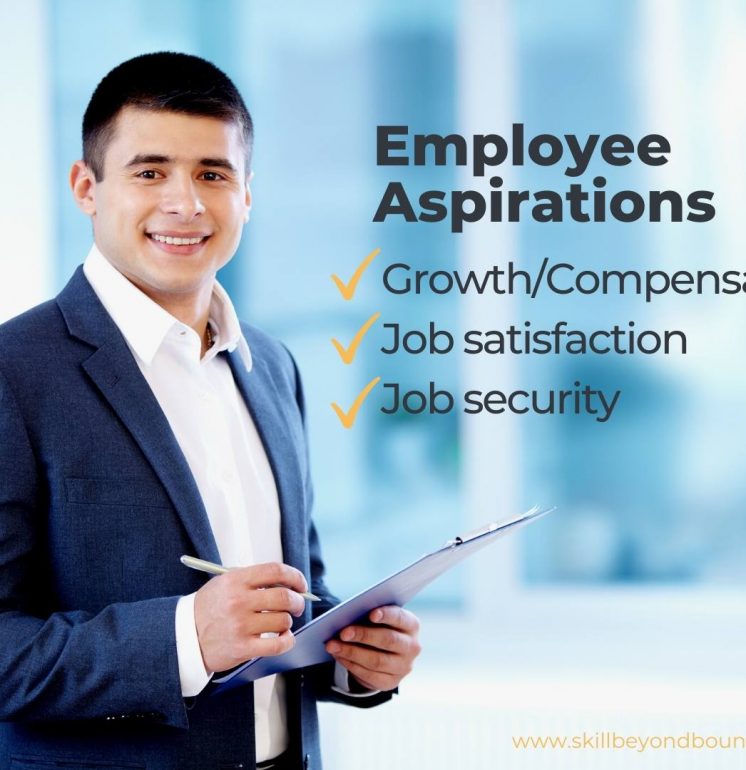 Employee
Aspirations
Growth/Compensa
Job satisfaction
Job security
www.skillbeyondboun